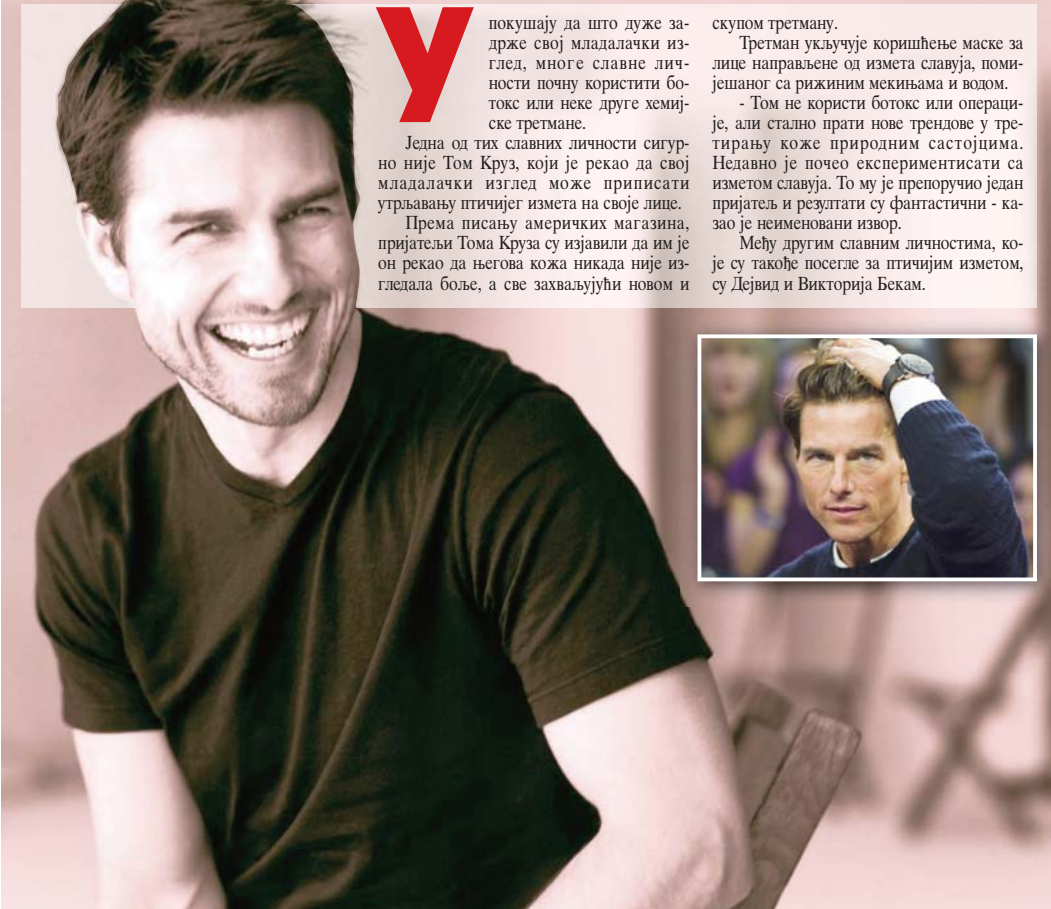 У покушају да што дуже за-
држе свој младалачки из-
глед, многе славне лич-
ности почну користити бо-
токс или неке друге хемиј-
ске третмане.
Једна од тих славних личности сигур-
но није Том Круз, који је рекао да свој
младалачки изглед може приписати
утрљавању птичијег измета на своје лице.
Према писању америчких магазина,
пријатељи Тома Круза су изјавили да им је
он рекао да његова кожа никада није из-
гледала боље, а све захваљујући новом и
скупом третману.
Третман укључује коришћење маске за
лице направљене од измета славуја, поми-
јешаног са рижиним мекињама и водом.
- Том не користи ботокс или операци-
је, али стално прати нове трендове у тре-
тирању коже природним састојцима.
Недавно је почео експериментисати са
изметом славуја. То му је препоручио један
пријатељ и резултати су фантастични - ка-
зао је неименовани извор.
Међу другим славним личностима, ко-
је су такође посегле за птичијим изметом,
су Дејвид и Викторија Бекам.